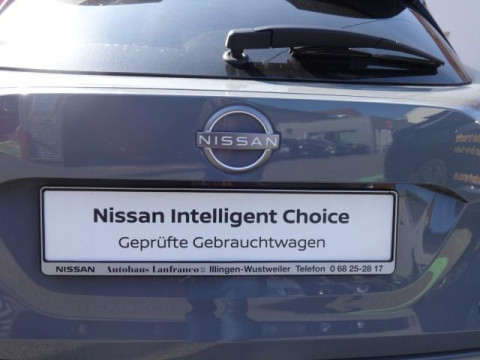 NISSAN
Nissan Intelligent Choice
Geprüfte Gebrauchtwagen
NISSAN Autohaus Lanfranco :: Illingen-Wustweiler Telefon 0 68 25-28 17